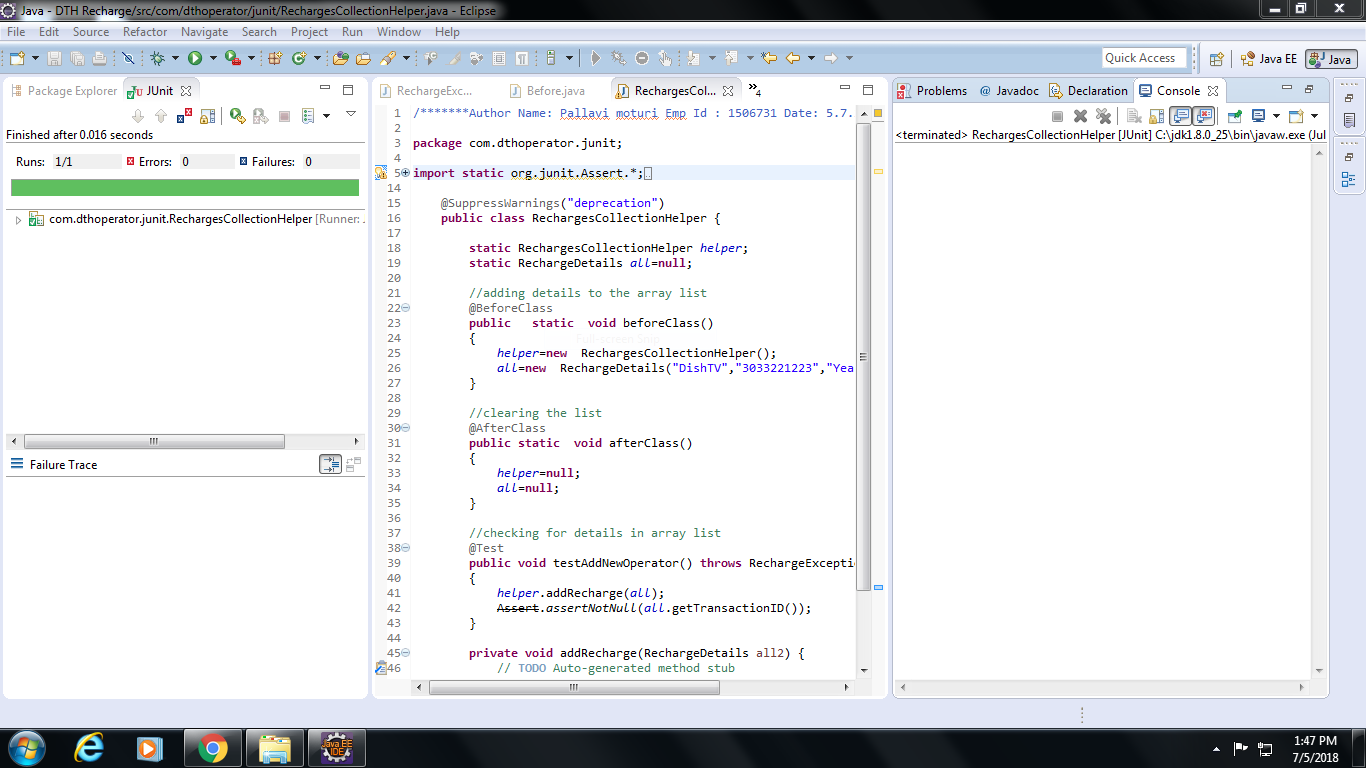 Java - DTH Recharge/src/com/dthoperator/junit/RechargesCollectionHelper.java - Eclipse
File Edit Source Refactor Navigate Search Project Run Window Help
Quick Access
Java EE
Java
Package Explorer
JUnit
Finished after 0.016 seconds
Runs: 1/1
Errors: 0
Failures: 0
com.dthoperator.junit.RechargesCollectionHelper [Runner: .
Failure Trace
RechargeExc...
Before.java
RechargesCol...
»4
1 /*******Author Name: Pallavi moturi Emp Id : 1506731 Date: 5.7.
2
3 package com.dthoperator.junit;
4
5 import static org.junit.Assert.*;
14
15 @SuppressWarnings("deprecation")
16 public class RechargesCollectionHelper {
17
18 static RechargesCollectionHelper helper;
19 static RechargeDetails all=null;
20
21 //adding details to the array list
22 @BeforeClass
23 public   static  void beforeClass()
24 {
25 helper=new  RechargesCollectionHelper();
26 all=new  RechargeDetails("DishTV","3033221223","Yea
27 }
28
29 //clearing the list
30 @AfterClass
31 public static  void afterClass()
32 {
33 helper=null;
34 all=null;
35 }
36
37 //checking for details in array list
38 @Test
39 public void testAddNewOperator() throws RechargeExceptio
40 {
41 helper.addRecharge(all);
42 Assert.assertNotNull(all.getTransactionID());
43 }
44
45 private void addRecharge(RechargeDetails all2) {
46 // TODO Auto-generated method stub
Problems
@ Javadoc
Declaration
Console
<terminated> RechargesCollectionHelper [JUnit] C:\jdk1.8.0_25\bin\javaw.exe (Jul
Java EE
IDE
1:47 PM
7/5/2018